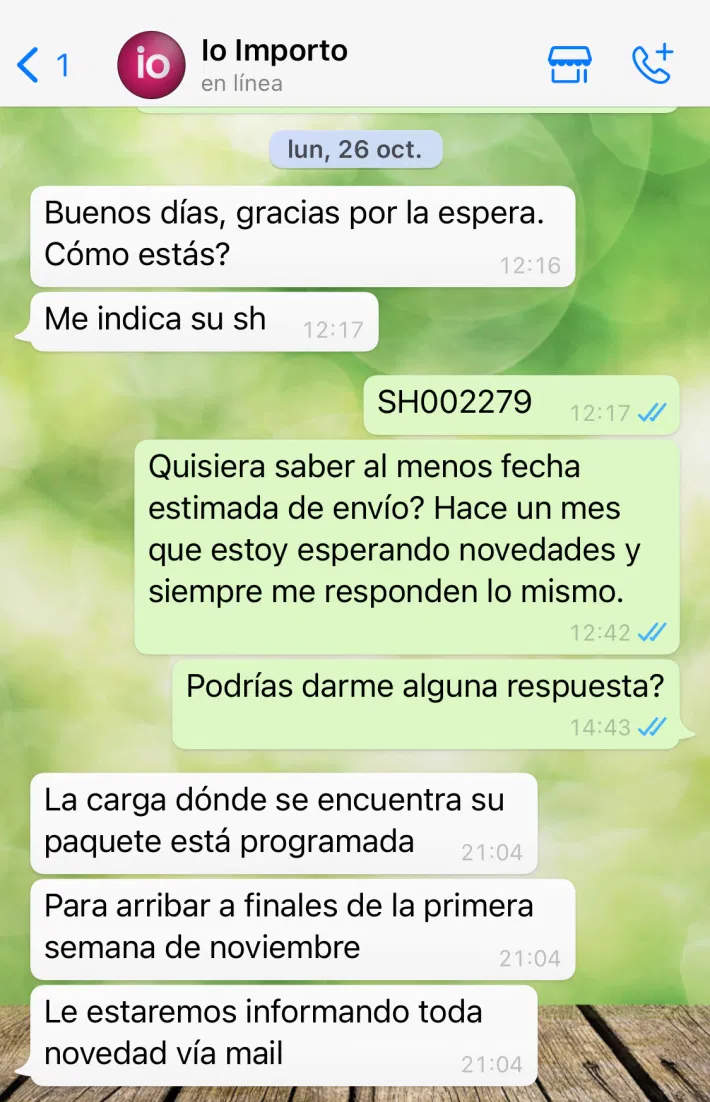 1
io
Io Importo
en línea
lun, 26 oct.
Buenos días, gracias por la espera.
Cómo estás?
12:16
Me indica su sh
12:17
SH002279
12:17
Quisiera saber al menos fecha
estimada de envío? Hace un mes
que estoy esperando novedades y
siempre me responden lo mismo.
12:42
Podrías darme alguna respuesta?
14:43
La carga dónde se encuentra su
paquete está programada
21:04
Para arribar a finales de la primera
semana de noviembre
21:04
Le estaremos informando toda
novedad vía mail
21:04